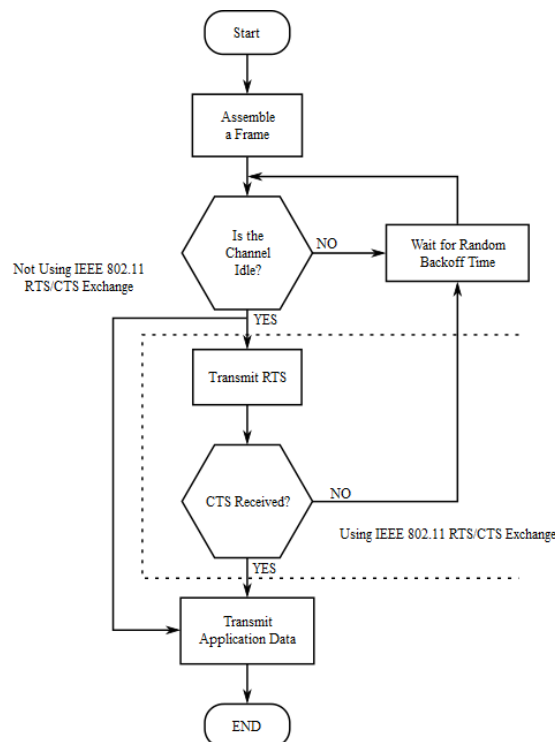 Start
Assemble
a Frame
Is the
Channel
Idle?
NO
Wait for Random
Backoff Time
Not Using IEEE 802.11
RTS/CTS Exchange
YES
Transmit RTS
CTS Received?
NO
Using IEEE 802.11 RTS/CTS Exchange
YES
Transmit
Application Data
END